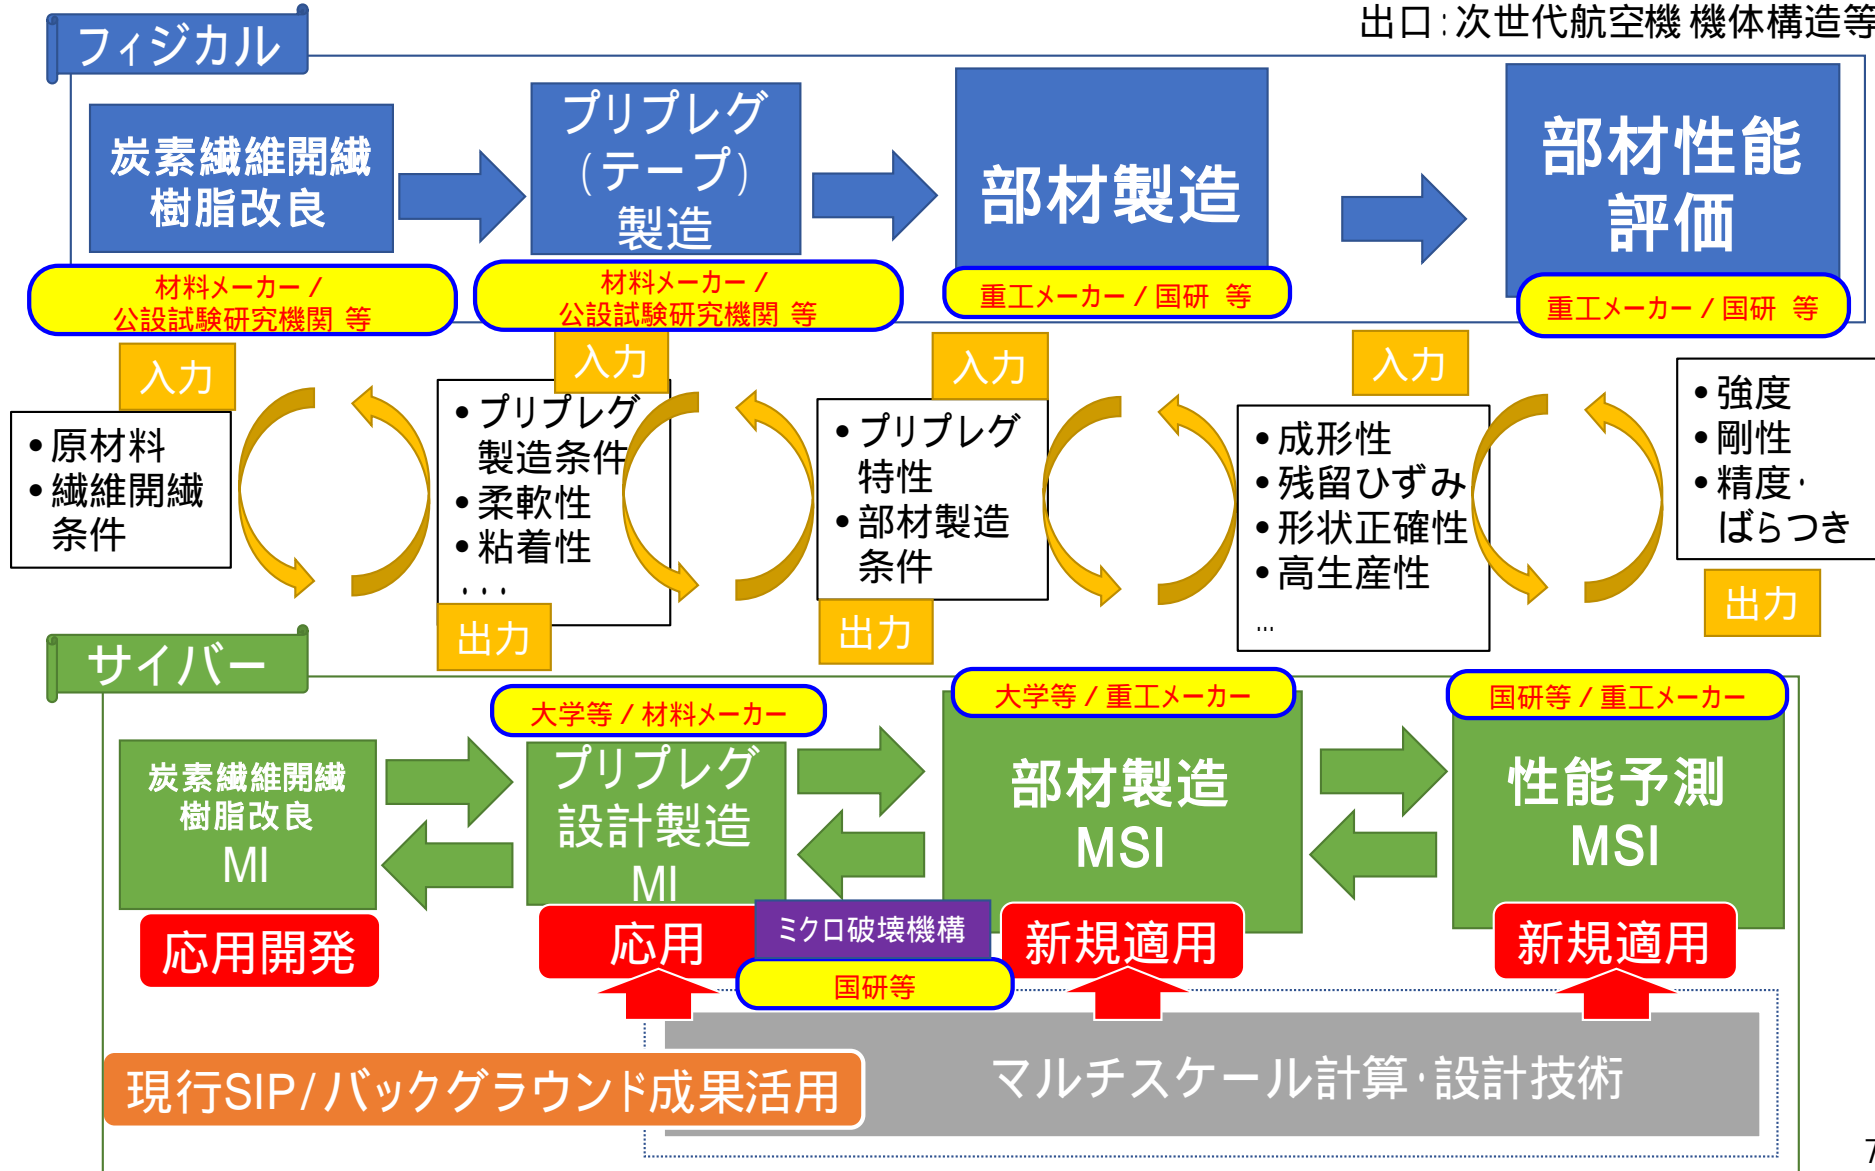 出口：次世代航空機 機体構造等
フィジカル
炭素繊維開繊
樹脂改良
プリプレグ
（テープ）
製造
部材製造
部材性能
評価
材料メーカー /
公設試験研究機関 等
材料メーカー /
公設試験研究機関 等
重工メーカー / 国研 等
重工メーカー / 国研 等
入力
入力
入力
入力
•原材料
•繊維開繊
条件
•プリプレグ
製造条件
•柔軟性
•粘着性
・・・
•プリプレグ
特性
•部材製造
条件
•成形性
•残留ひずみ
•形状正確性
•高生産性
…
•強度
•剛性
•精度・
ばらつき
出力
出力
出力
サイバー
大学等 / 材料メーカー
大学等 / 重工メーカー
国研等 / 重工メーカー
炭素繊維開繊
樹脂改良
MI
プリプレグ
設計製造
MI
部材製造
MSI
性能予測
MSI
応用開発
応用
ミクロ破壊機構
国研等
新規適用
新規適用
現行SIP/バックグラウンド成果活用
マルチスケール計算・設計技術
7